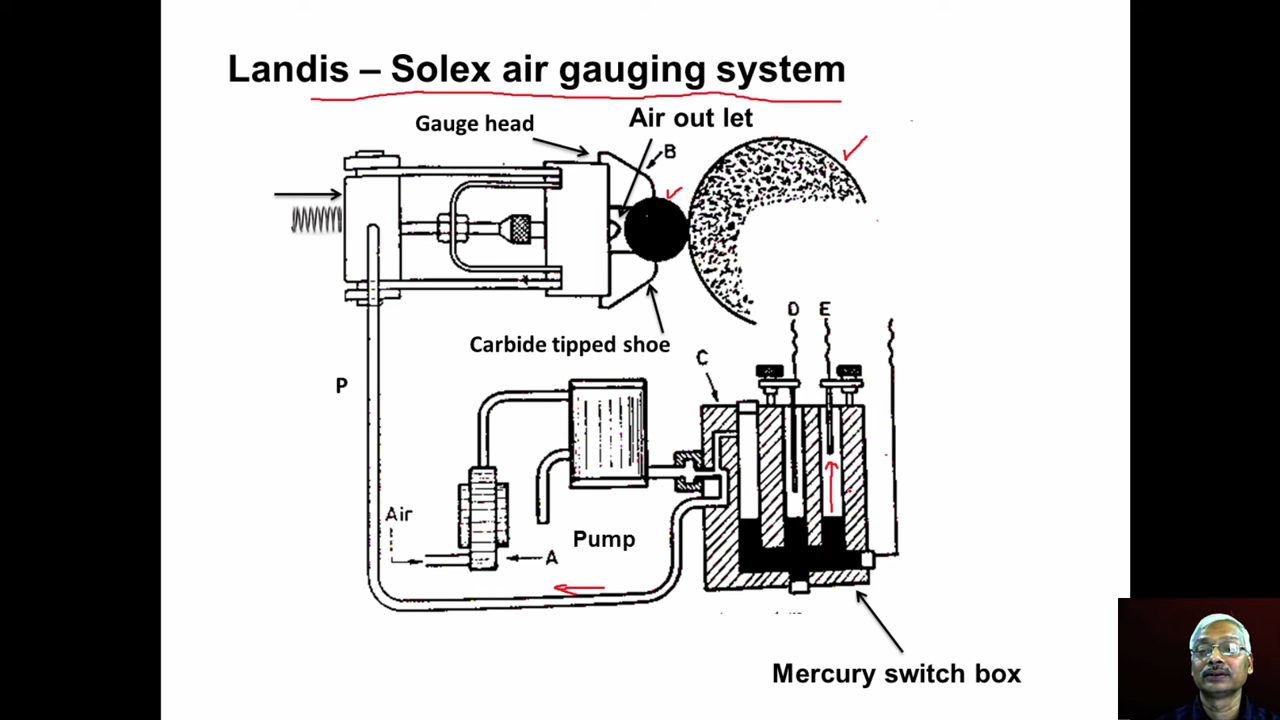 Landis – Solex air gauging system
Gauge head
Air out let
B
Carbide tipped shoe
D E
C
P
Air
A
Pump
Mercury switch box